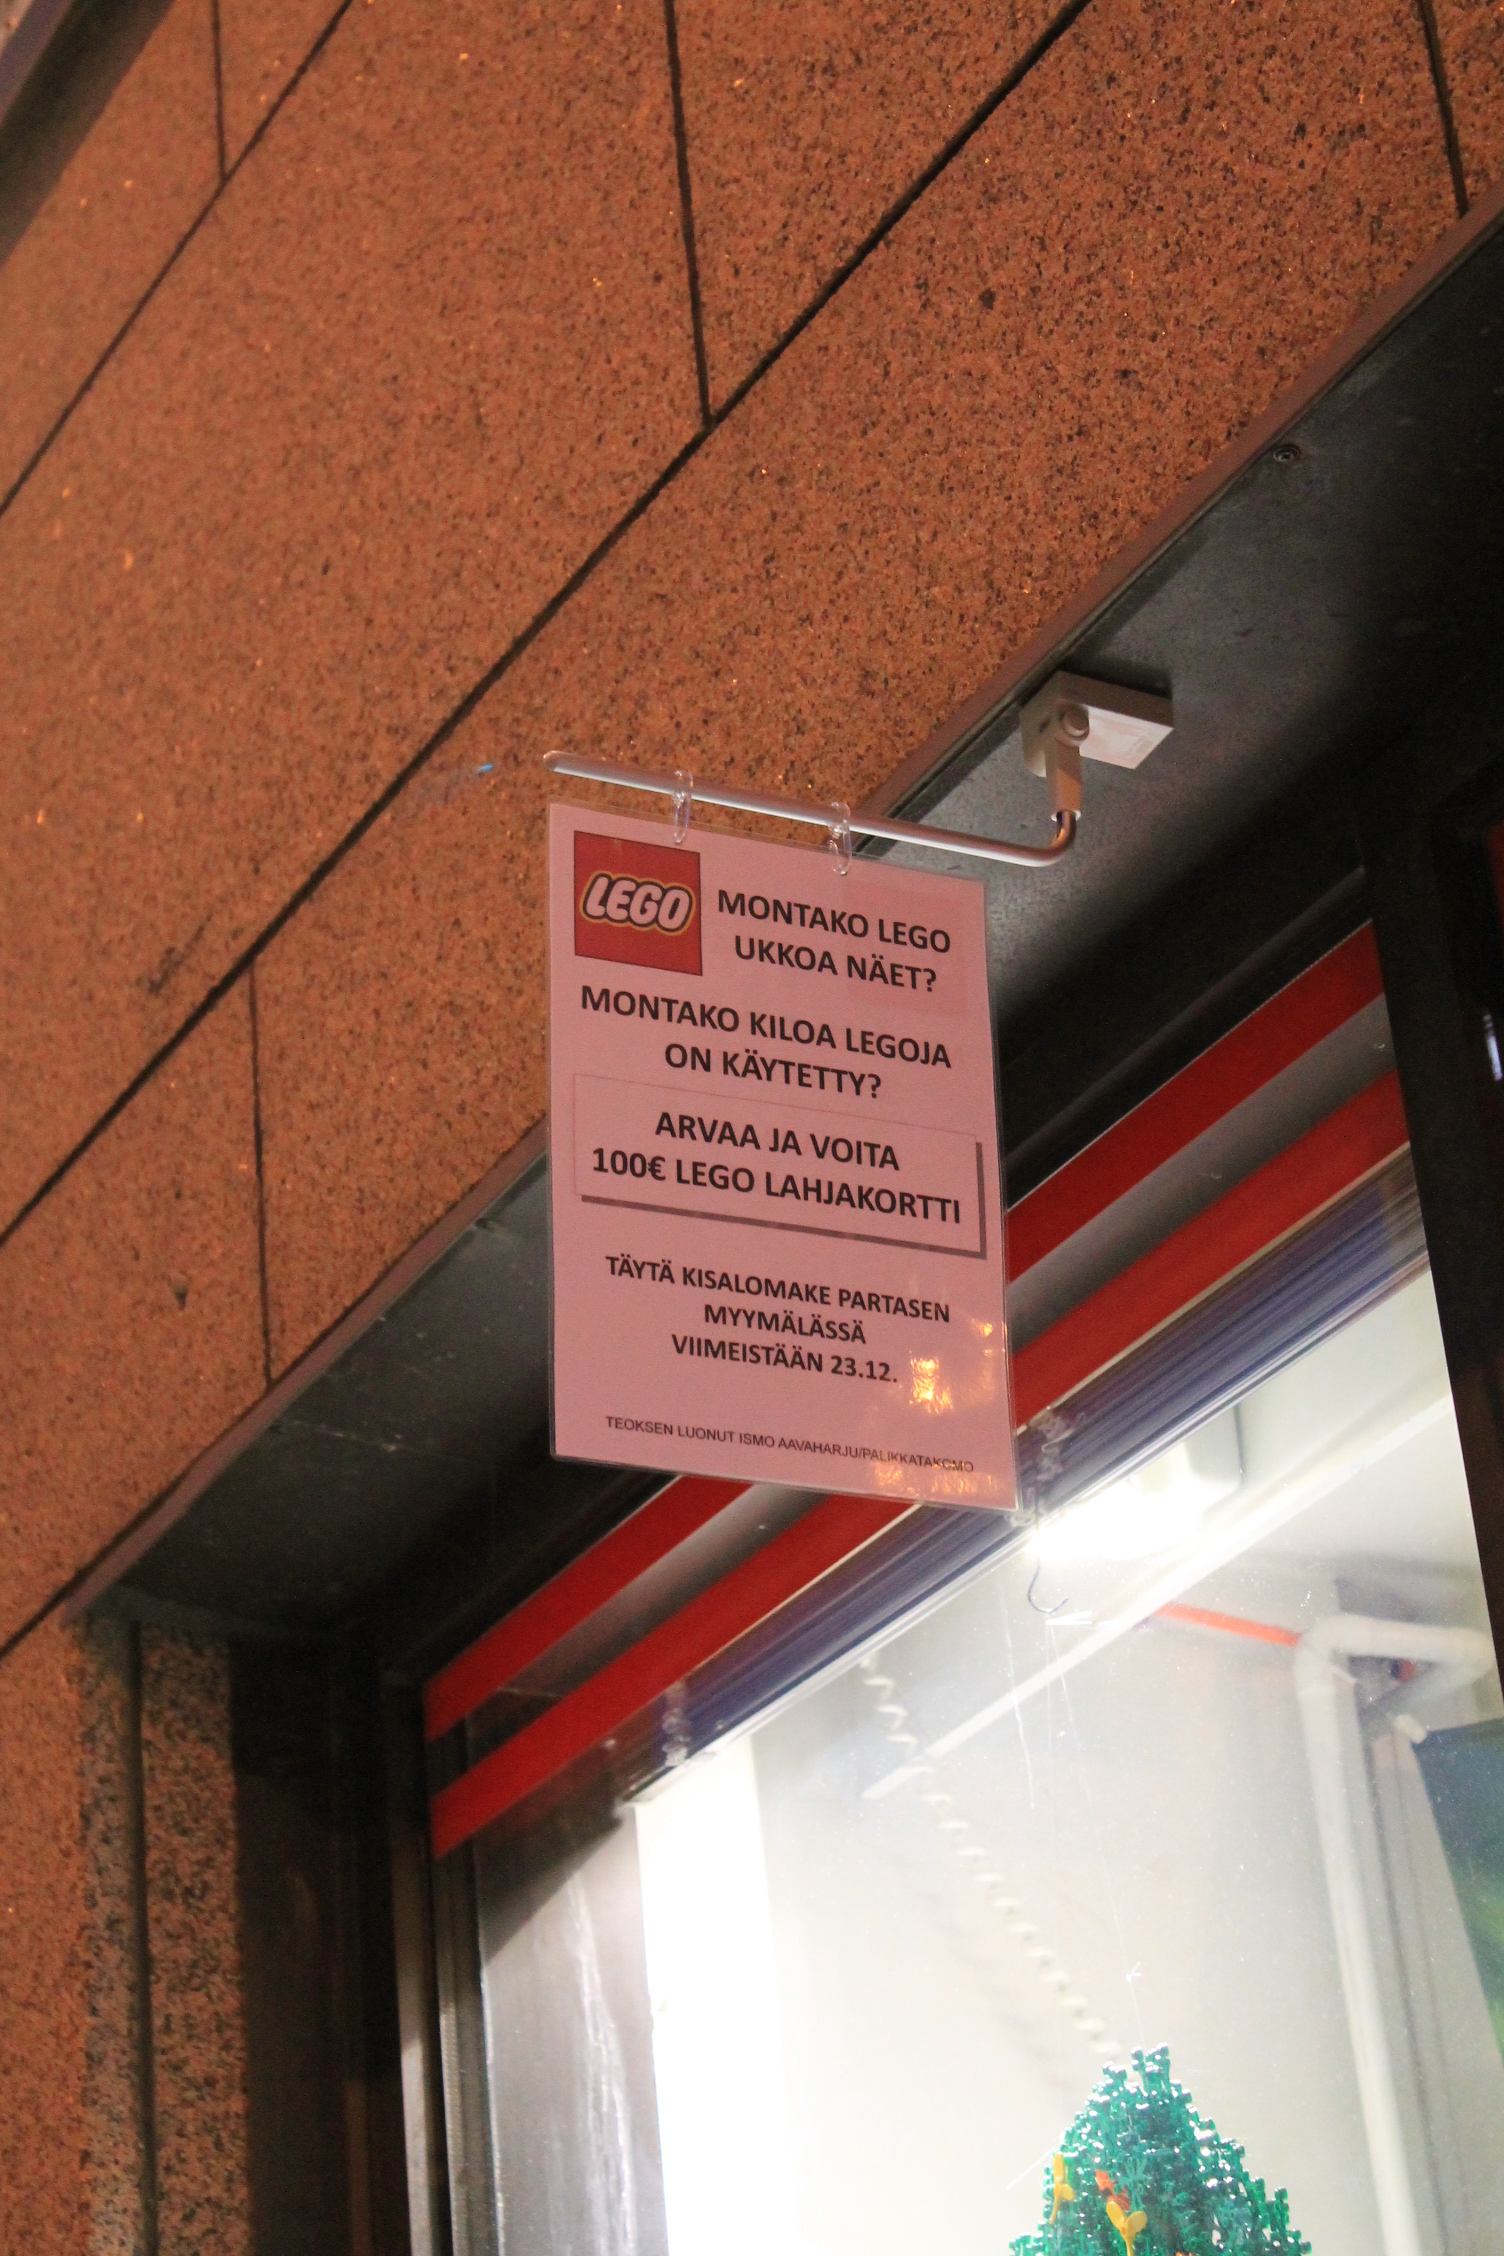 LEGO
MONTAKO LEGO
UKKOA NÄET?
MONTAKO KILOA LEGOJA
ON KÄYTETTY?
ARVAA JA VOITA
100€ LEGO LAHJAKORTTI
TÄYTÄ KISALOMAKE PARTASEN
MYYMÄLÄSSÄ
VIIMEISTÄÄN 23.12.
TEOKSEN LUONUT ISMO AAVAHARJU/PALIKKATAKOMO